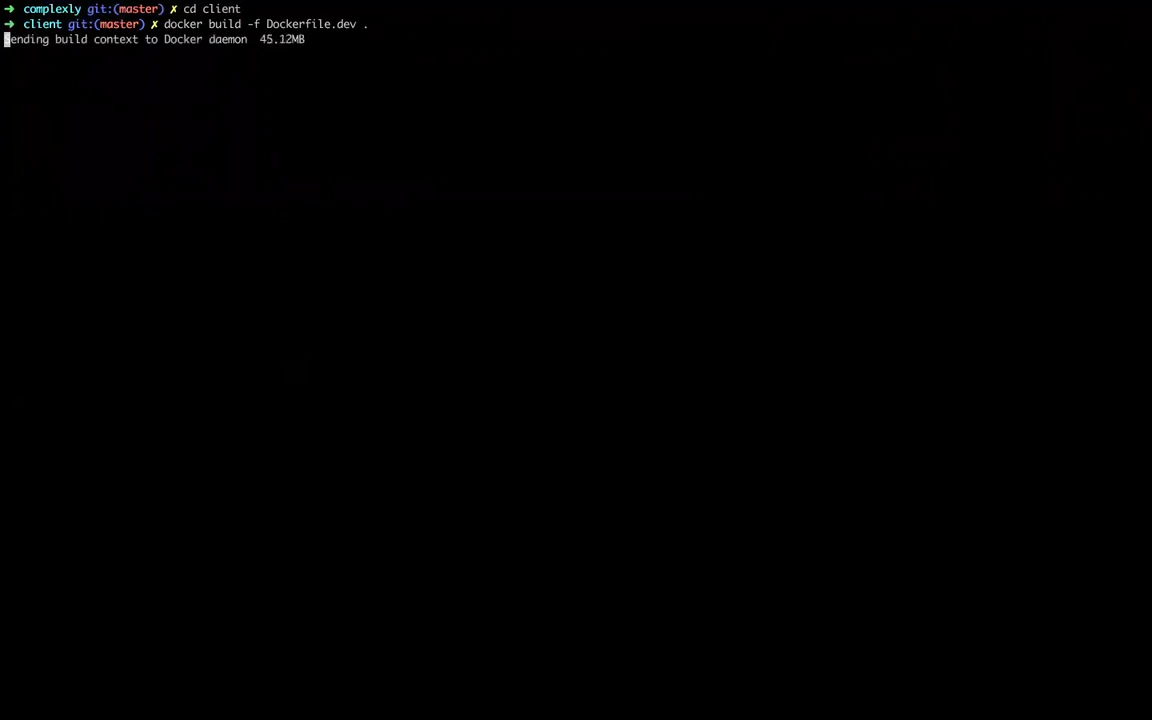 ➜  complexly git:(master) ✗ cd client
➜  client git:(master) ✗ docker build -f Dockerfile.dev .
Sending build context to Docker daemon  45.12MB